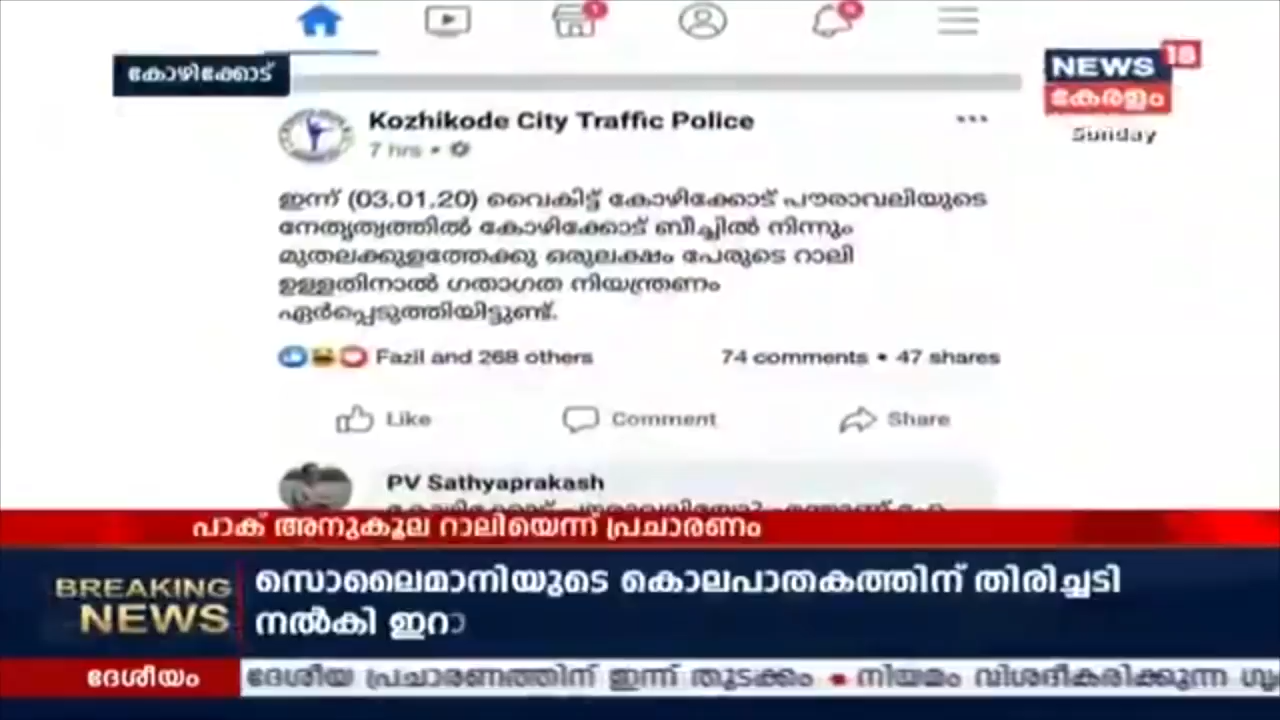 കോഴിക്കോട്
NEWS 18
കേരളം
Sunday
Kozhikode City Traffic Police
7 hrs
ഇന്ന് (03.01.20) വൈകിട്ട് കോഴിക്കോട് പൗരാവലിയുടെ
നേതൃത്വത്തിൽ കോഴിക്കോട് ബീച്ചിൽ നിന്നും
മുതലക്കുളത്തേക്കു ഒരുലക്ഷം പേരുടെ റാലി
ഉള്ളതിനാൽ ഗതാഗത നിയന്ത്രണം
ഏർപ്പെടുത്തിയിട്ടുണ്ട്.
Fazil and 268 others 74 comments • 47 shares
Like Comment Share
PV Sathyaprakash
പാക് അനുകൂല റാലിയെന്ന് പ്രചാരണം
BREAKING
NEWS
സൊലൈമാനിയുടെ കൊലപാതകത്തിന് തിരിച്ചടി
നൽകി ഇറാ
ദേശീയം
ദേശീയ പ്രചാരണത്തിന് ഇന്ന് തുടക്കം • നിയമം വിശദീകരിക്കുന്ന